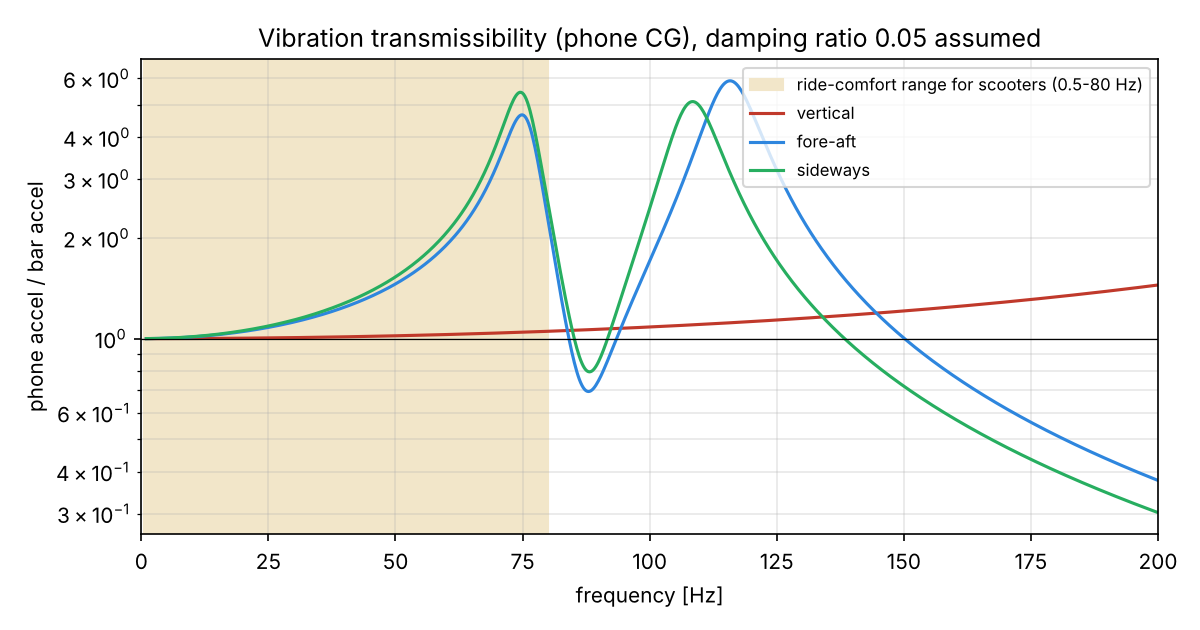 Vibration transmissibility (phone CG), damping ratio 0.05 assumed
ride-comfort range for scooters (0.5-80 Hz)
vertical
fore-aft
sideways
phone accel / bar accel
6 × 10⁰
4 × 10⁰
3 × 10⁰
2 × 10⁰
10⁰
6 × 10⁻¹
4 × 10⁻¹
3 × 10⁻¹
0 25 50 75 100 125 150 175 200
frequency [Hz]